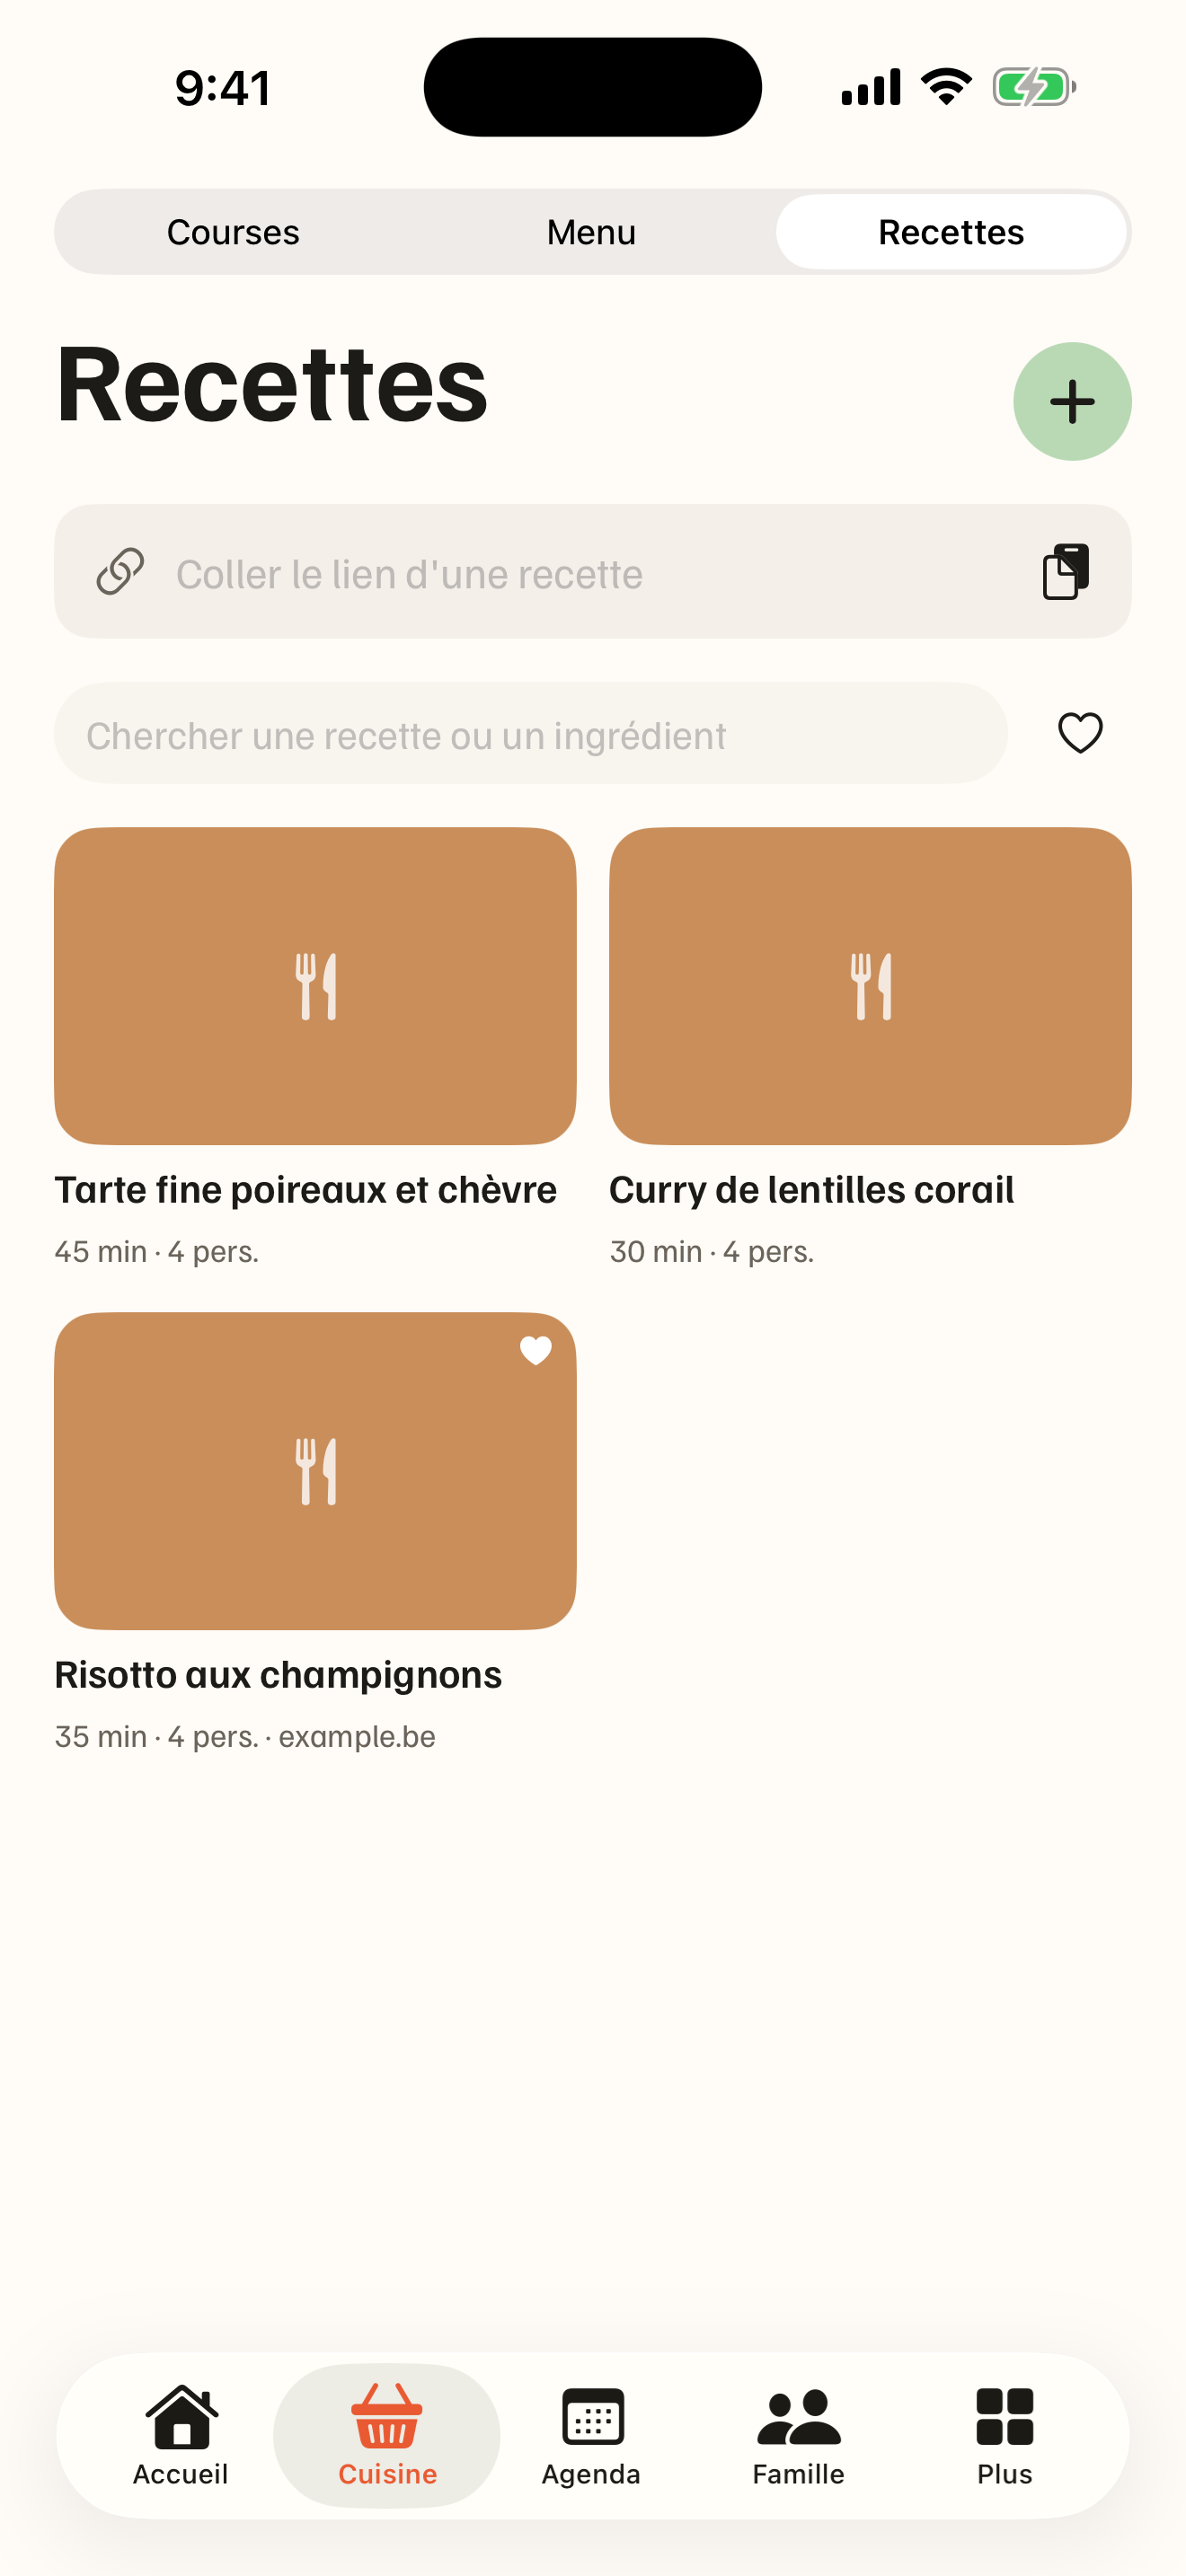 9:41
Courses
Menu
Recettes
Recettes
Coller le lien d'une recette
Chercher une recette ou un ingrédient
Tarte fine poireaux et chèvre
45 min · 4 pers.
Curry de lentilles corail
30 min · 4 pers.
Risotto aux champignons
35 min · 4 pers. · example.be
Accueil
Cuisine
Agenda
Famille
Plus